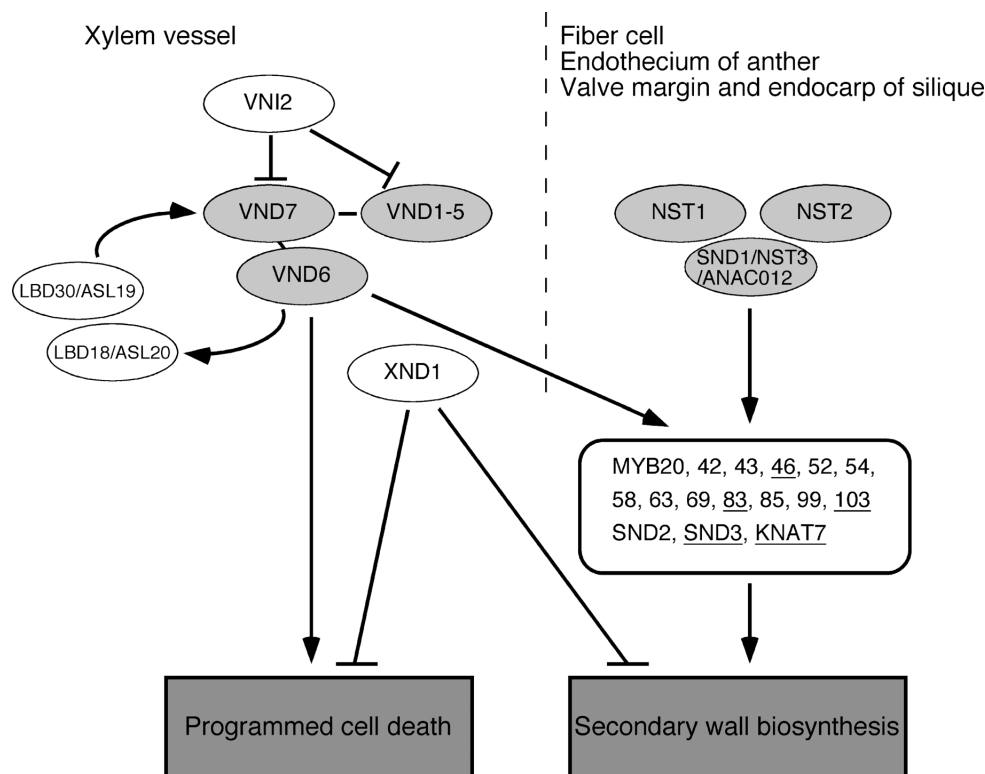 Xylem vessel
Fiber cell
Endothecium of anther
Valve margin and endocarp of silique
VNI2
VND7
VND1-5
VND6
LBD30/ASL19
LBD18/ASL20
XND1
NST1
NST2
SND1/NST3
/ANAC012
MYB20, 42, 43, 46, 52, 54,
58, 63, 69, 83, 85, 99, 103
SND2, SND3, KNAT7
Programmed cell death
Secondary wall biosynthesis